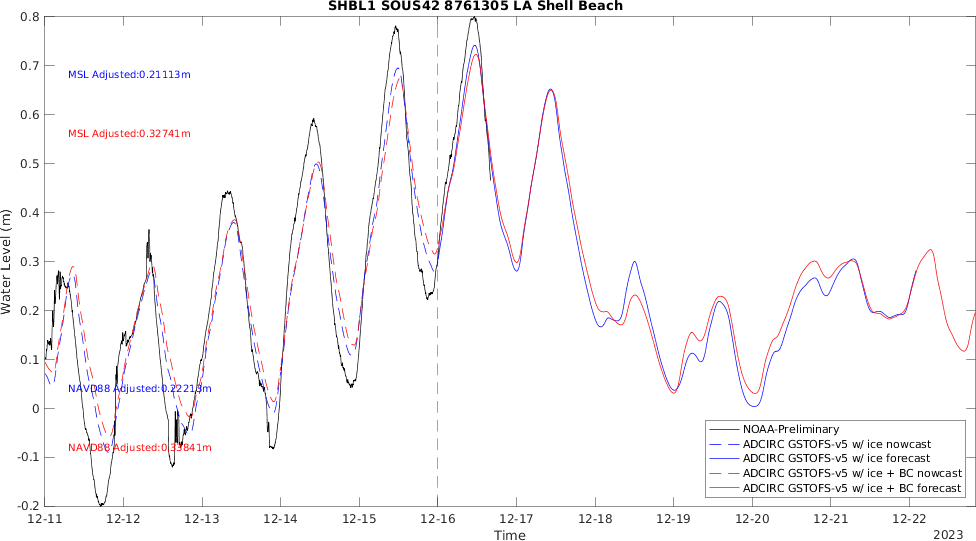 SHBL1 SOUS42 8761305 LA Shell Beach
0.8
0.7
0.6
0.5
0.4
0.3
0.2
0.1
0
-0.1
-0.2
Water Level (m)
MSL Adjusted:0.21113m
MSL Adjusted:0.32741m
NAVD88 Adjusted:0.22213m
NAVD88 Adjusted:0.33841m
NOAA-Preliminary
ADCIRC GSTOFS-v5 w/ ice nowcast
ADCIRC GSTOFS-v5 w/ ice forecast
ADCIRC GSTOFS-v5 w/ ice + BC nowcast
ADCIRC GSTOFS-v5 w/ ice + BC forecast
12-11 12-12 12-13 12-14 12-15 12-16 12-17 12-18 12-19 12-20 12-21 12-22
Time
2023